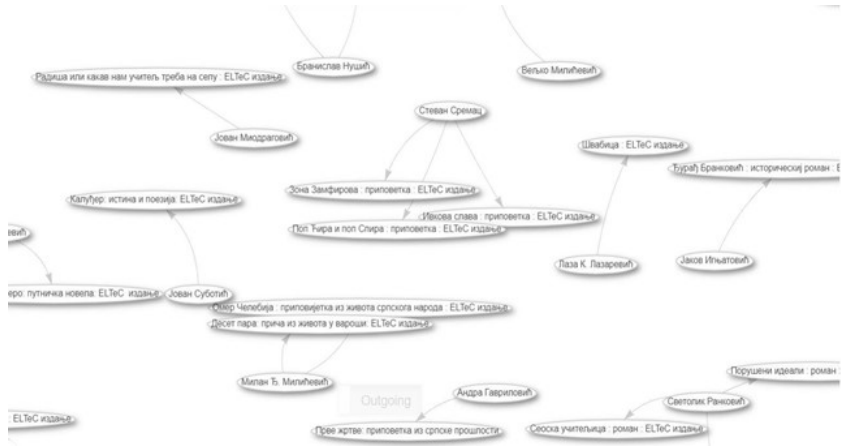 Бранислав Нушић
Вељко Милићевић
Радиша или какав нам учитељ треба на селу : ELTeC издање
Стеван Сремац
Јован Миодраговић
Швабица : ELTeC издање
Ђурађ Бранковић : историческиј роман : E
Зона Замфирова : приповетка : ELTeC издање
Калуђер: истина и поезија: ELTeC издање
Ивкова слава : приповетка : ELTeC издање
Поп Ћира и поп Спира : приповетка : ELTeC издање
евић
Лаза К. Лазаревић
Јаков Игњатовић
еро: путничка новела: ELTeC издање
Јован Суботић
Омер Челебија : приповијетка из живота српскога народа : ELTeC издање
Десет пара: прича из живота у вароши: ELTeC издање
Порушени идеали : роман :
Милан Ђ. Милићевић
Андра Гавриловић
Светолик Ранковић
Outgoing
ELTeC издање
Прве жртве: приповетка из српске прошлости
Сеоска учитељица : роман : ELTeC издање